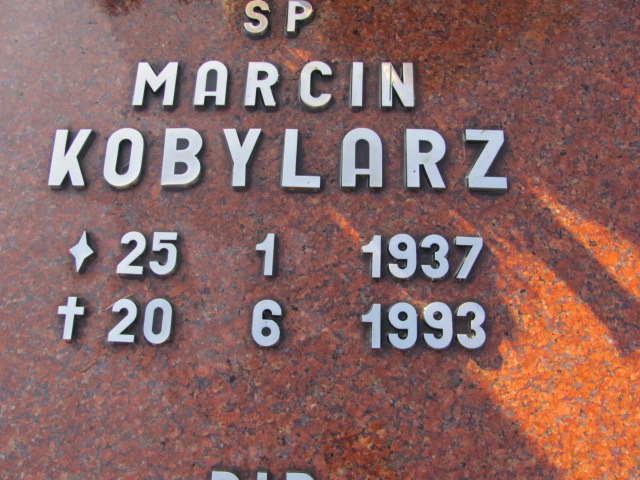 SP
MARCIN
KOBYLARZ
25 1 1937
† 20 6 1993